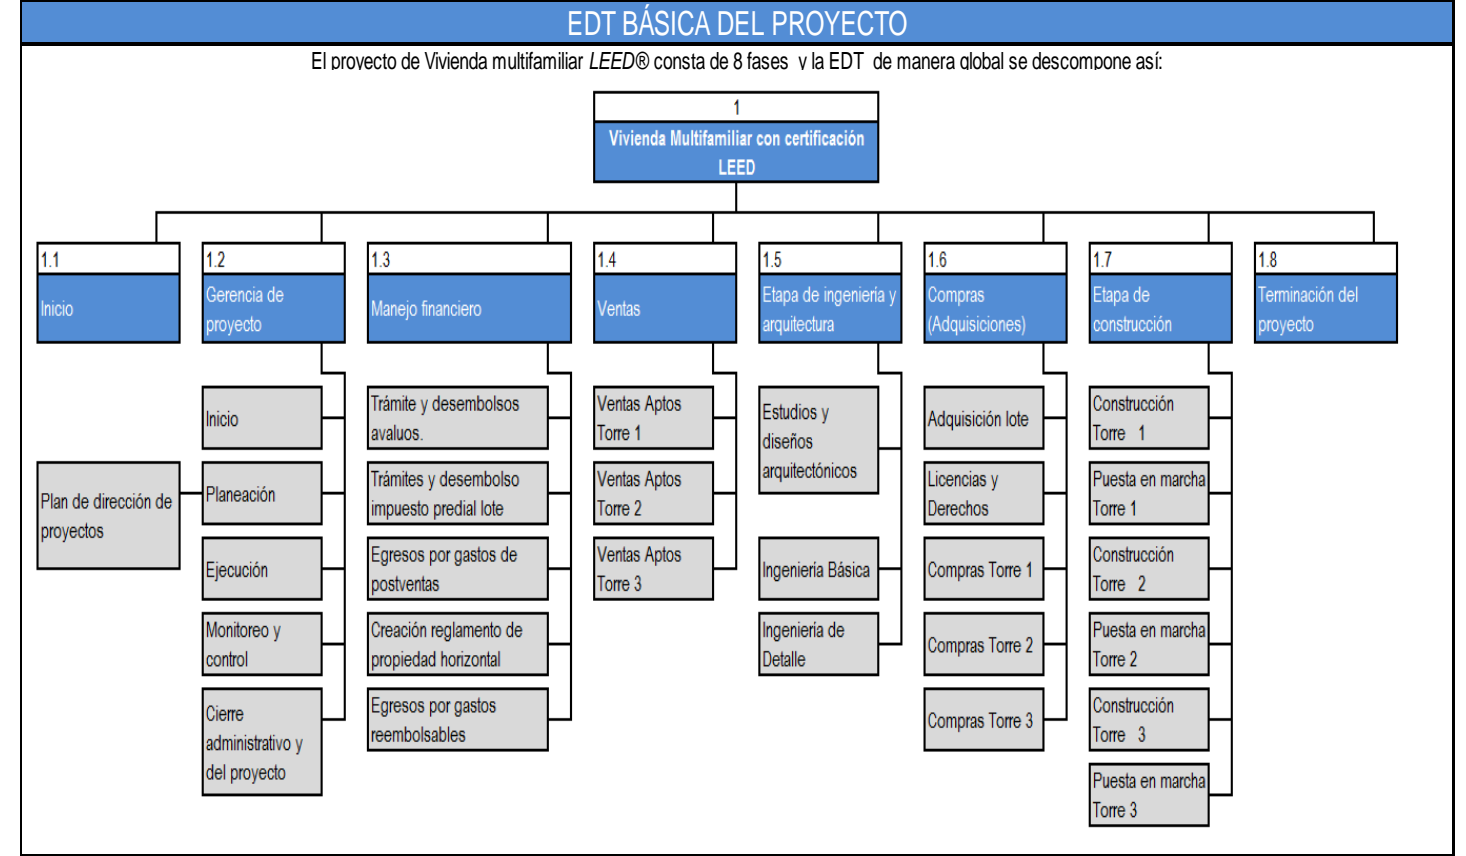 EDT BÁSICA DEL PROYECTO
El proyecto de Vivienda multifamiliar LEED® consta de 8 fases y la EDT de manera global se descompone así:
1
Vivienda Multifamiliar con certificación
LEED
1.1
Inicio
1.2
Gerencia de
proyecto
1.3
Manejo financiero
1.4
Ventas
1.5
Etapa de ingeniería y
arquitectura
1.6
Compras
(Adquisiciones)
1.7
Etapa de
construcción
1.8
Terminación del
proyecto
Plan de dirección de
proyectos
Inicio
Planeación
Ejecución
Monitoreo y
control
Cierre
administrativo y
del proyecto
Trámite y desembolsos
avaluos.
Trámites y desembolso
impuesto predial lote
Egresos por gastos de
postventas
Creación reglamento de
propiedad horizontal
Egresos por gastos
reembolsables
Ventas Aptos
Torre 1
Ventas Aptos
Torre 2
Ventas Aptos
Torre 3
Estudios y
diseños
arquitectónicos
Ingeniería Básica
Ingeniería de
Detalle
Adquisición lote
Licencias y
Derechos
Compras Torre 1
Compras Torre 2
Compras Torre 3
Construcción
Torre 1
Puesta en marcha
Torre 1
Construcción
Torre 2
Puesta en marcha
Torre 2
Construcción
Torre 3
Puesta en marcha
Torre 3